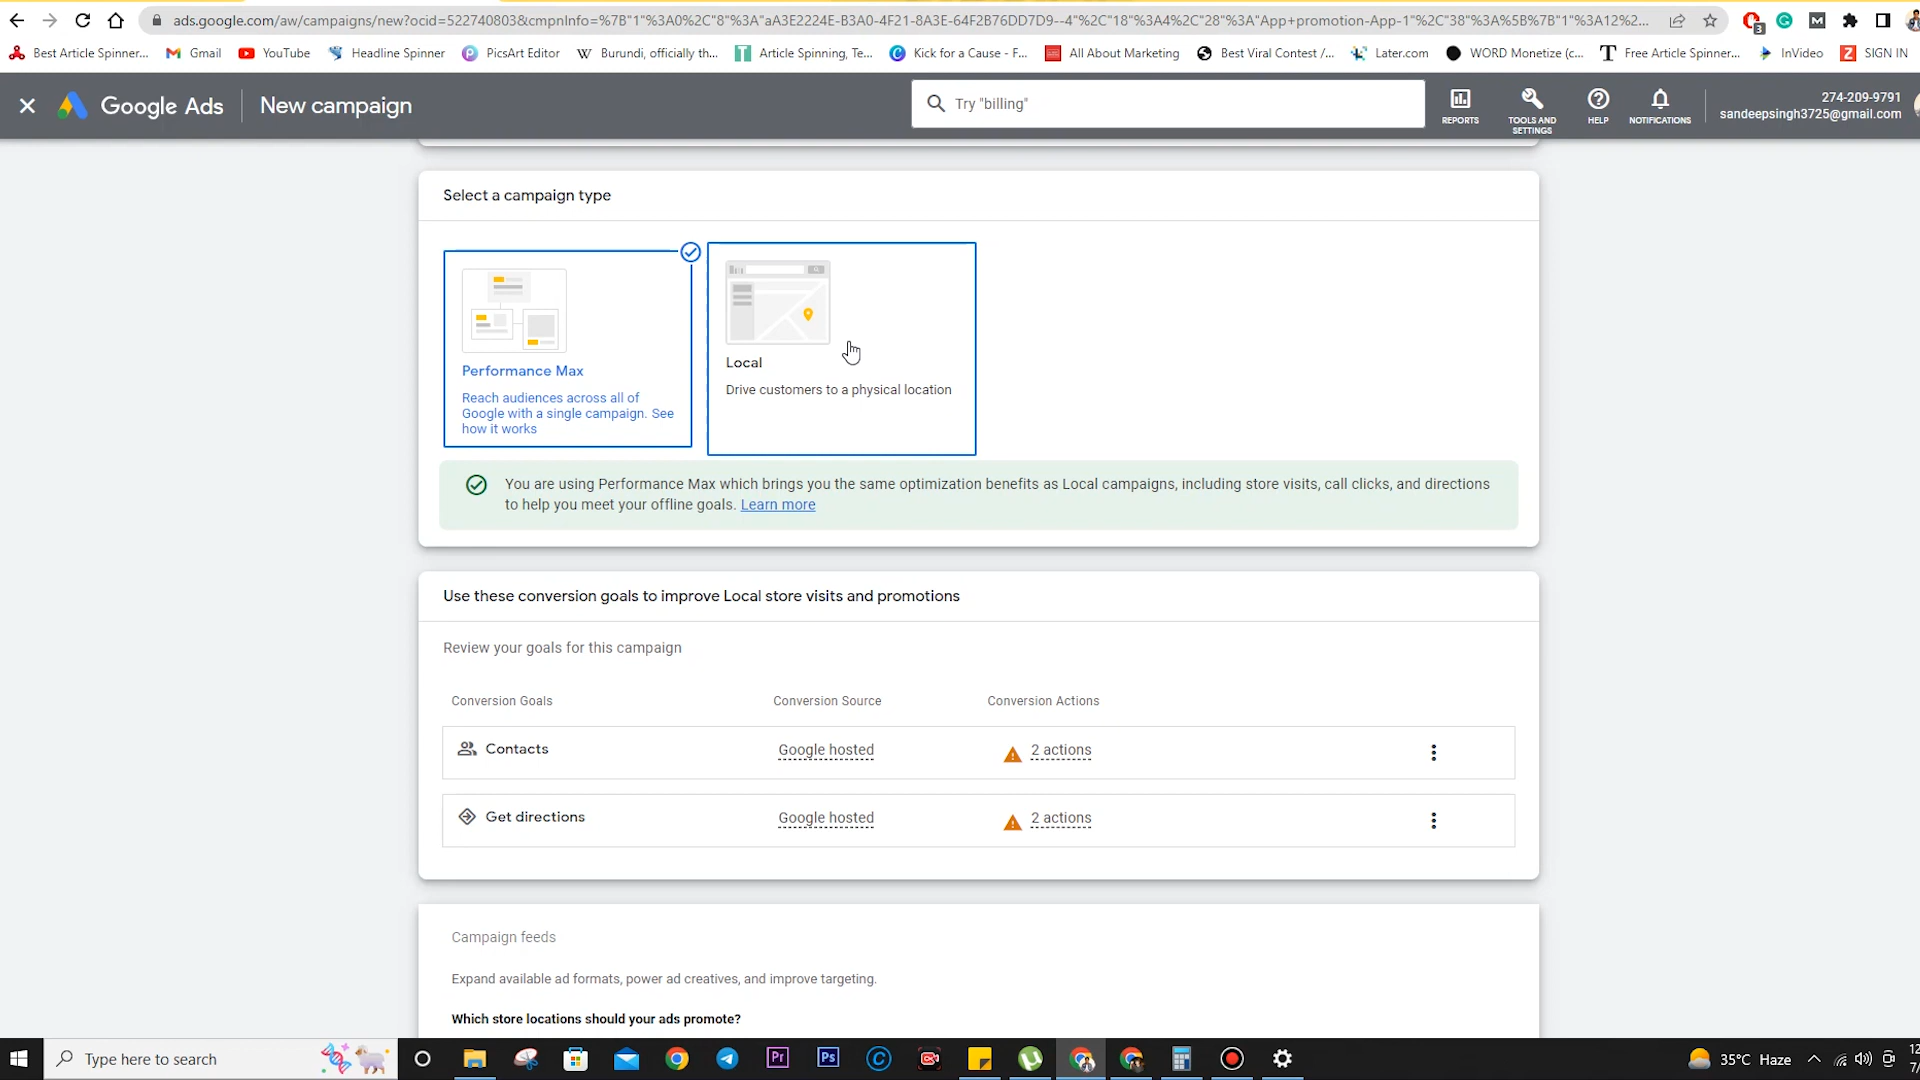 ads.google.com/aw/campaigns/new?ocid=522740803&cmpnInfo=%7B"1"%3A0%2C"8"%3A"aA3E2224E-B3A0-4F21-8A3E-64F2B76DD7D9--4"%2C"18"%3A4%2C"28"%3A"App+promotion-App-1"%2C"38"%3A%5B%7B"1"%3A12%2...
3
Best Article Spinner...
Gmail
YouTube
Headline Spinner
PicsArt Editor
Burundi, officially th...
Article Spinning, Te...
Kick for a Cause - F...
All About Marketing
Best Viral Contest /...
Later.com
WORD Monetize (c...
Free Article Spinner...
InVideo
SIGN IN
Google Ads
New campaign
Try "billing"
REPORTS
TOOLS AND SETTINGS
HELP
NOTIFICATIONS
274-209-9791
sandeepsingh3725@gmail.com
Select a campaign type
Performance Max
Reach audiences across all of
Google with a single campaign. See
how it works
Local
Drive customers to a physical location
You are using Performance Max which brings you the same optimization benefits as Local campaigns, including store visits, call clicks, and directions
to help you meet your offline goals. Learn more
Use these conversion goals to improve Local store visits and promotions
Review your goals for this campaign
Conversion Goals
Conversion Source
Conversion Actions
Contacts
Google hosted
2 actions
Get directions
Google hosted
2 actions
Campaign feeds
Expand available ad formats, power ad creatives, and improve targeting.
Which store locations should your ads promote?
Type here to search
Pr
Ps
35°C Haze